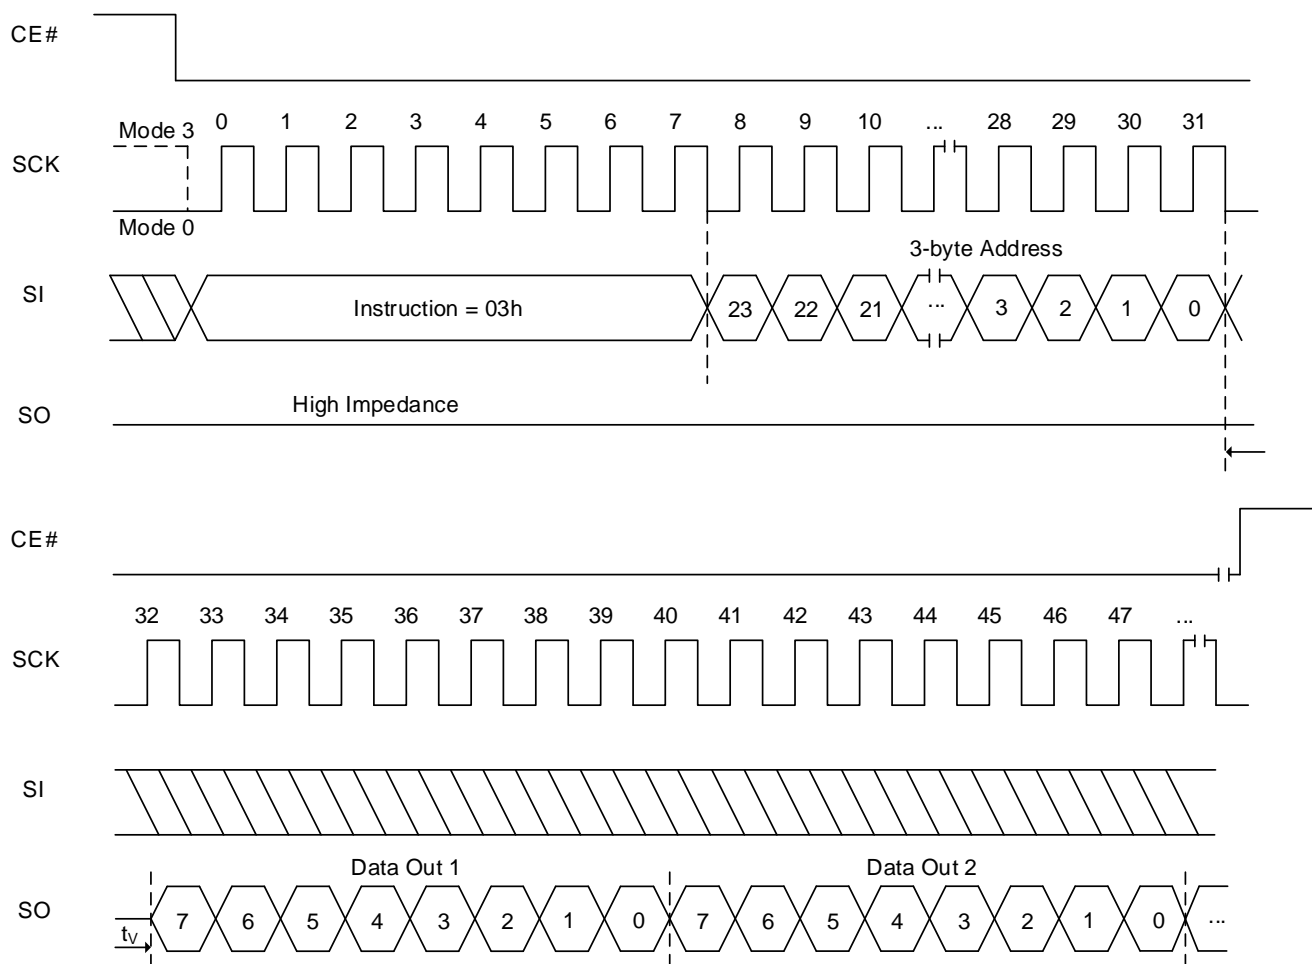 CE#
Mode 3 0 1 2 3 4 5 6 7 8 9 10 ... 28 29 30 31
SCK
Mode 0
3-byte Address
SI Instruction = 03h 23 22 21 ... 3 2 1 0
High Impedance
SO
CE#
32 33 34 35 36 37 38 39 40 41 42 43 44 45 46 47 ...
SCK
SI
Data Out 1 Data Out 2
SO 7 6 5 4 3 2 1 0 7 6 5 4 3 2 1 0 ...
tV